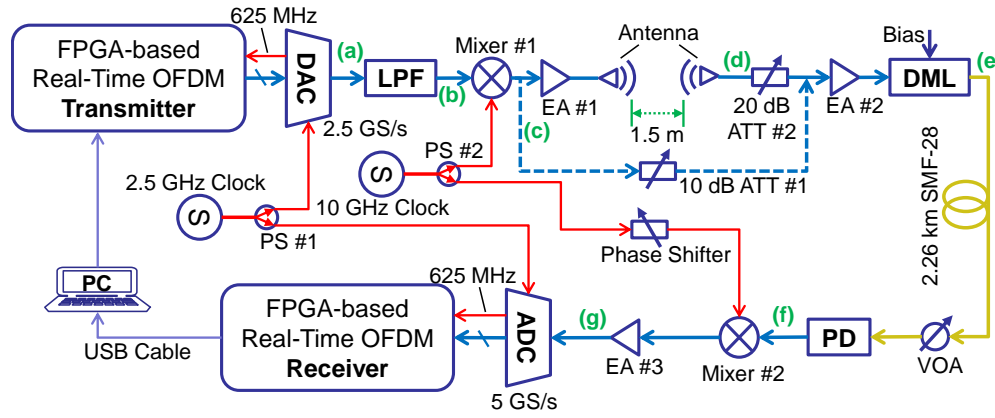 FPGA-based
Real-Time OFDM
Transmitter
625 MHz
DAC
(a)
LPF
(b)
Mixer #1
(c)
EA #1
Antenna
1.5 m
(d)
20 dB
ATT #2
EA #2
Bias
DML
(e)
2.5 GS/s
PS #2
10 dB ATT #1
2.5 GHz Clock
S
PS #1
S
10 GHz Clock
Phase Shifter
2.26 km SMF-28
PC
USB Cable
FPGA-based
Real-Time OFDM
Receiver
625 MHz
ADC
5 GS/s
(g)
EA #3
Mixer #2
(f)
PD
VOA